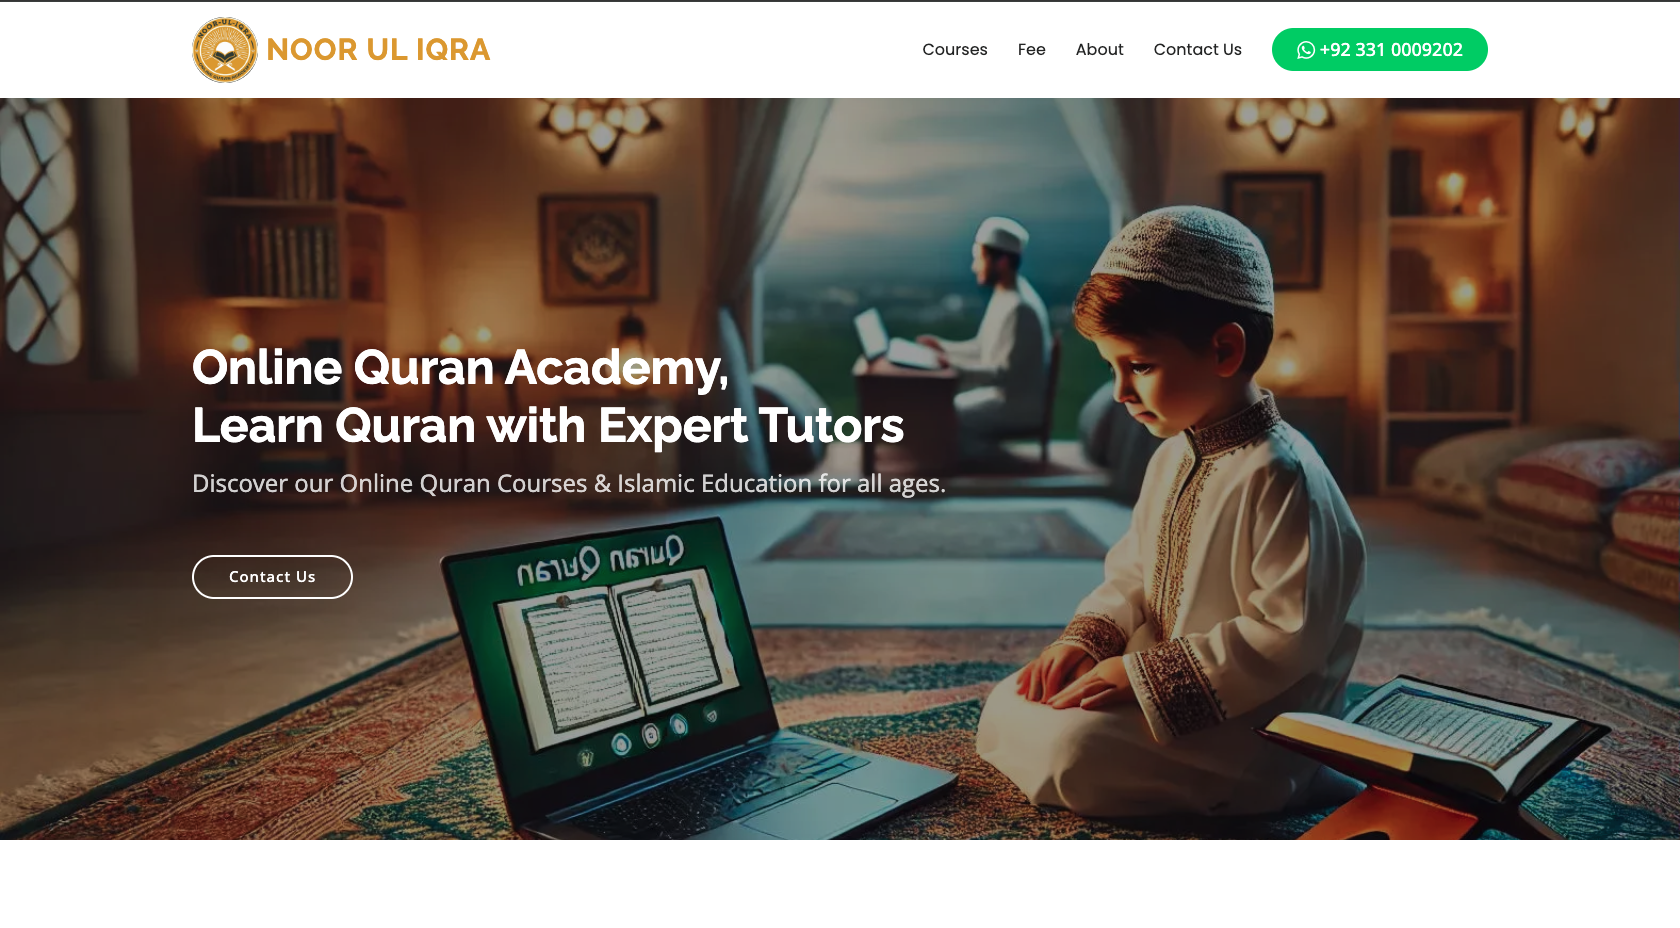 NOOR-UL-IQRA
NOOR UL IQRA
Courses
Fee
About
Contact Us
+92 331 0009202
Online Quran Academy,
Learn Quran with Expert Tutors
Discover our Online Quran Courses & Islamic Education for all ages.
Contact Us
Quran Quran